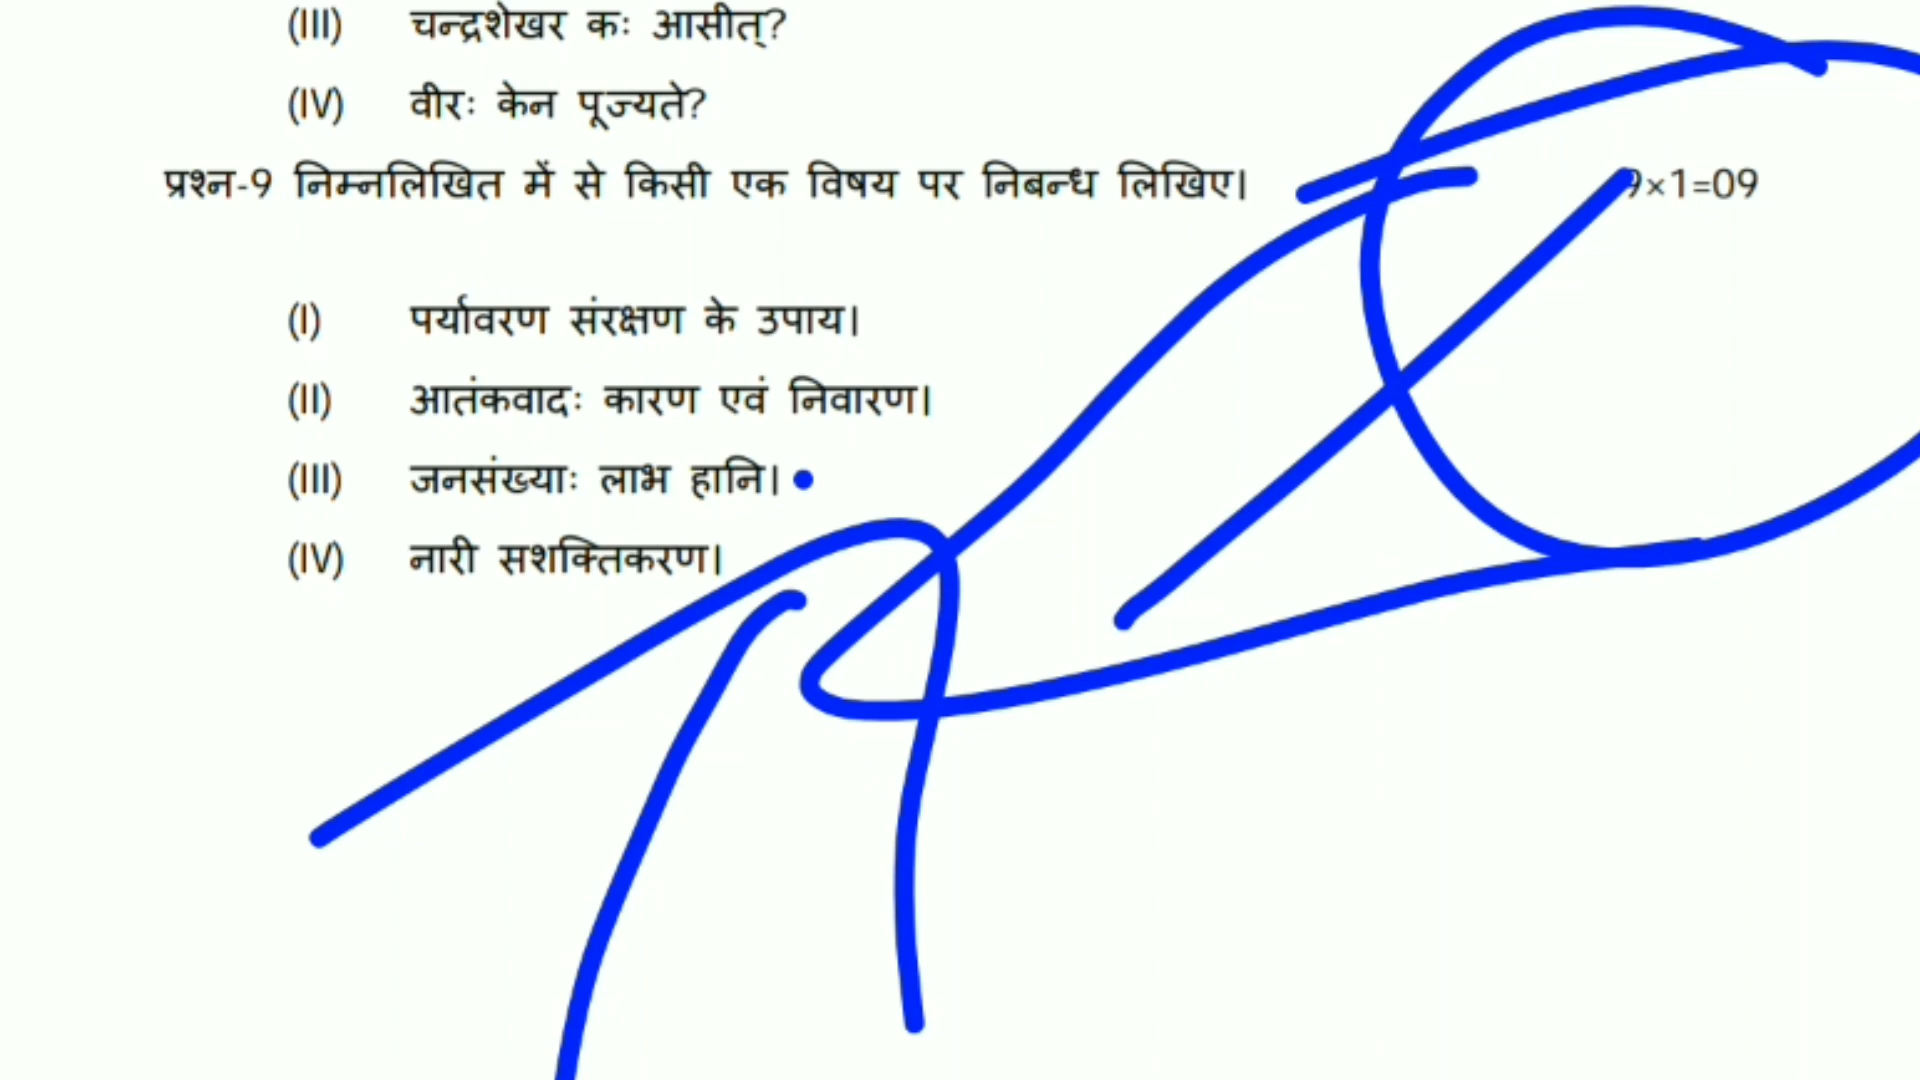 (III) चन्द्रशेखर कः आसीत्?
(IV) वीरः केन पूज्यते?
प्रश्न-9 निम्नलिखित में से किसी एक विषय पर निबन्ध लिखिए। 9×1=09
(I) पर्यावरण संरक्षण के उपाय।
(II) आतंकवादः कारण एवं निवारण।
(III) जनसंख्याः लाभ हानि।
(IV) नारी सशक्तिकरण।